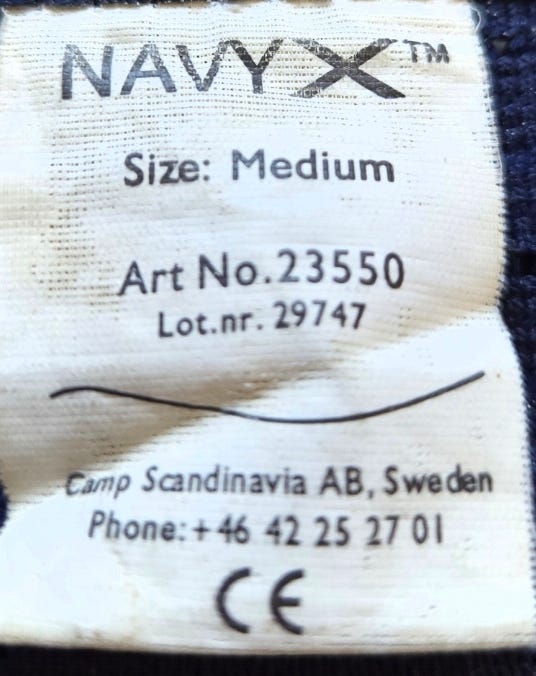 NAVYX™
Size: Medium
Art No.23550
Lot.nr. 29747
Camp Scandinavia AB, Sweden
Phone:+46 42 25 27 01
CE